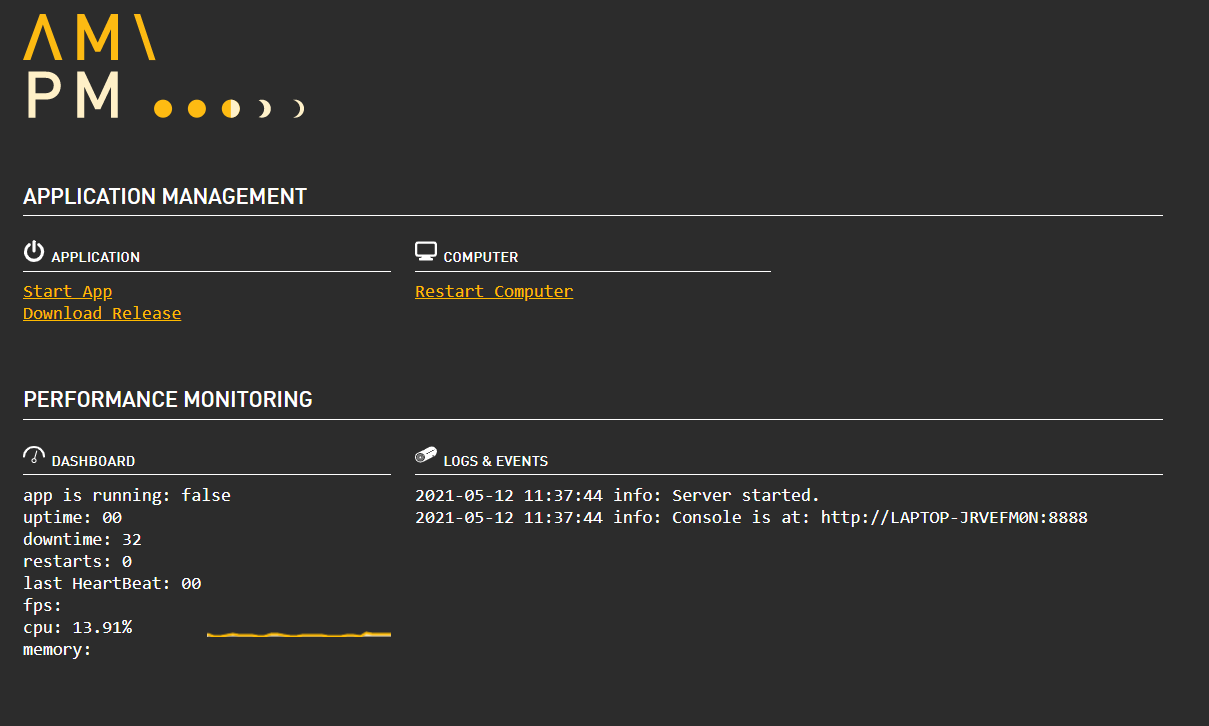 AM\
PM
APPLICATION MANAGEMENT
APPLICATION
Start App
Download Release
COMPUTER
Restart Computer
PERFORMANCE MONITORING
DASHBOARD
app is running: false
uptime: 00
downtime: 32
restarts: 0
last HeartBeat: 00
fps:
cpu: 13.91%
memory:
LOGS & EVENTS
2021-05-12 11:37:44 info: Server started.
2021-05-12 11:37:44 info: Console is at: http://LAPTOP-JRVEFM0N:8888